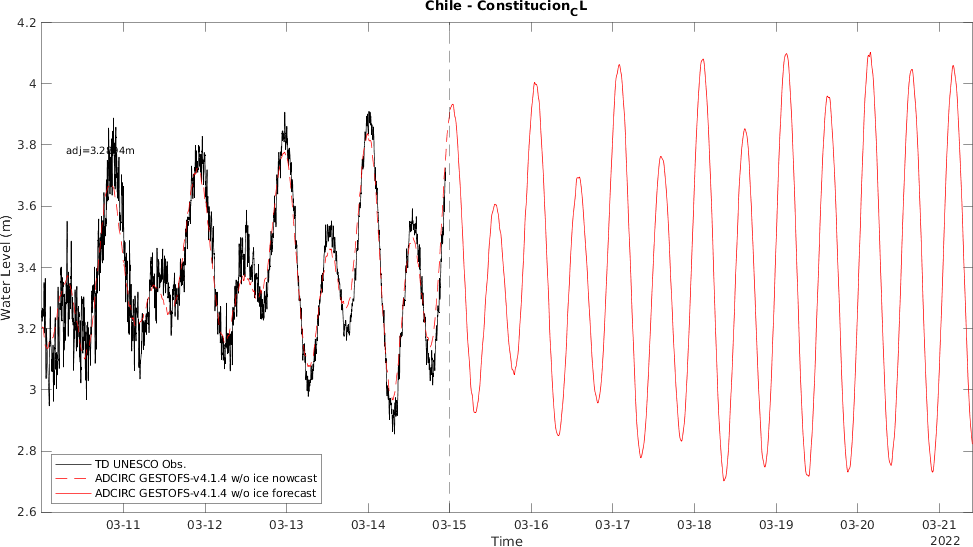 Chile - ConstitucionCL
4.2
4
3.8
3.6
3.4
3.2
3
2.8
2.6
Water Level (m)
TD UNESCO Obs.
ADCIRC GESTOFS-v4.1.4 w/o ice nowcast
ADCIRC GESTOFS-v4.1.4 w/o ice forecast
03-11 03-12 03-13 03-14 03-15 03-16 03-17 03-18 03-19 03-20 03-21
Time
2022